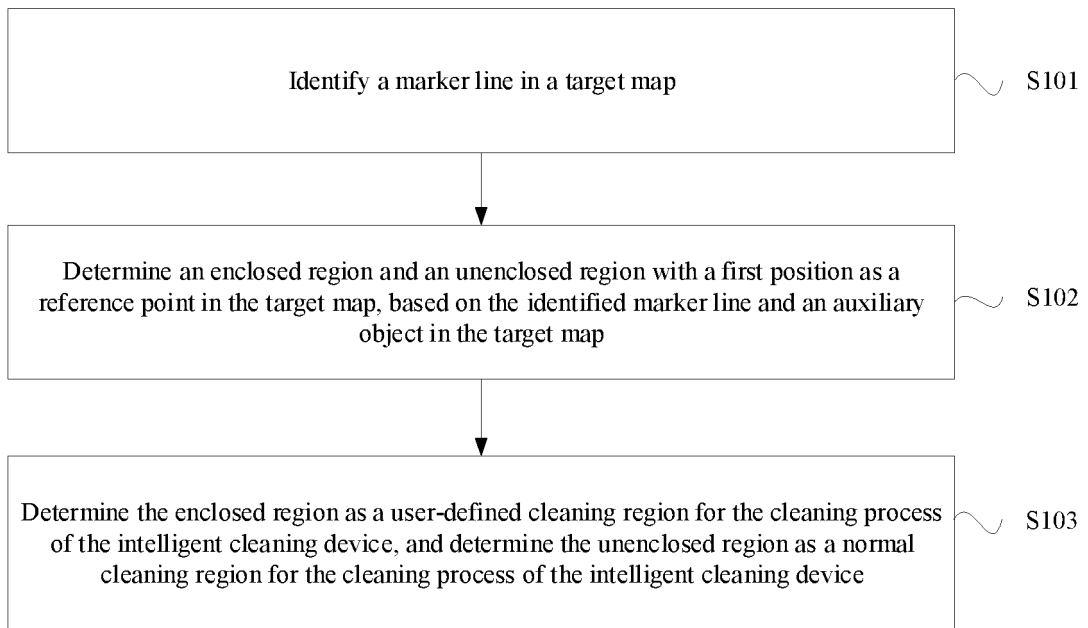 Identify a marker line in a target map
S101
Determine an enclosed region and an unenclosed region with a first position as a
reference point in the target map, based on the identified marker line and an auxiliary
object in the target map
S102
Determine the enclosed region as a user-defined cleaning region for the cleaning process
of the intelligent cleaning device, and determine the unenclosed region as a normal
cleaning region for the cleaning process of the intelligent cleaning device
S103